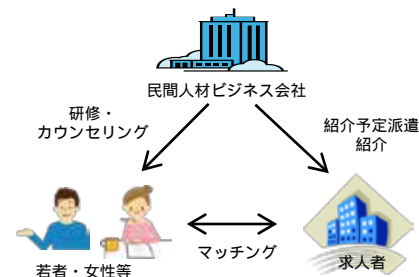 民間人材ビジネス会社
研修・
カウンセリング
紹介予定派遣
紹介
マッチング
若者・女性等
求人者